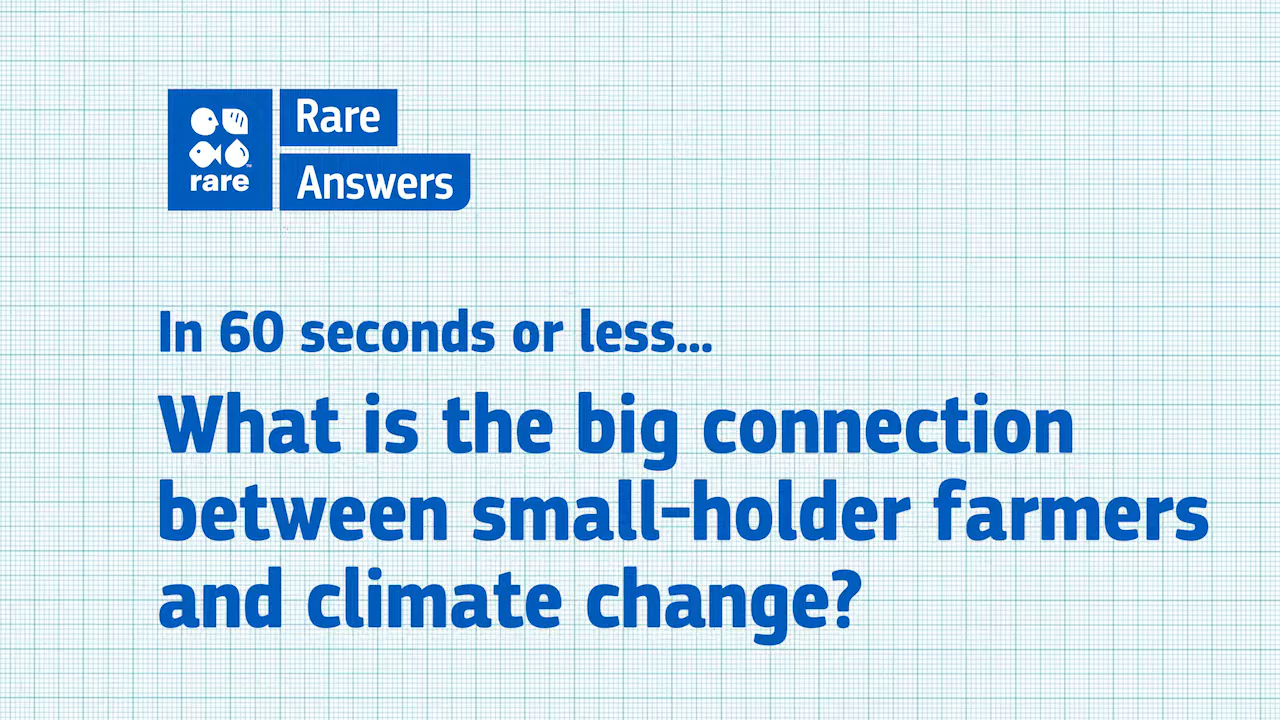 rare
Rare
Answers
In 60 seconds or less...
What is the big connection
between small-holder farmers
and climate change?